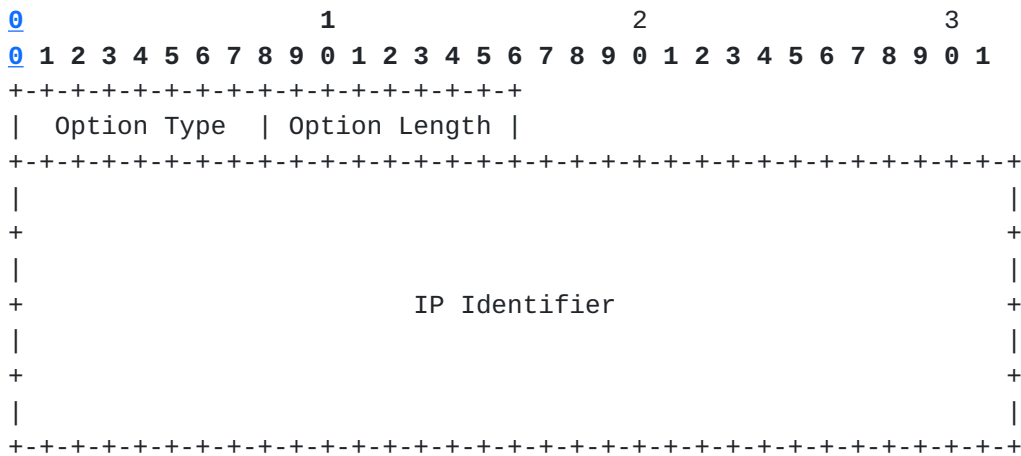 0                   1                   2                   3
0 1 2 3 4 5 6 7 8 9 0 1 2 3 4 5 6 7 8 9 0 1 2 3 4 5 6 7 8 9 0 1
+-+-+-+-+-+-+-+-+-+-+-+-+-+-+-+-+
|  Option Type  | Option Length |
+-+-+-+-+-+-+-+-+-+-+-+-+-+-+-+-+-+-+-+-+-+-+-+-+-+-+-+-+-+-+-+-+
|                                                               |
+                                                               +
|                                                               |
+                         IP Identifier                         +
|                                                               |
+                                                               +
|                                                               |
+-+-+-+-+-+-+-+-+-+-+-+-+-+-+-+-+-+-+-+-+-+-+-+-+-+-+-+-+-+-+-+-+